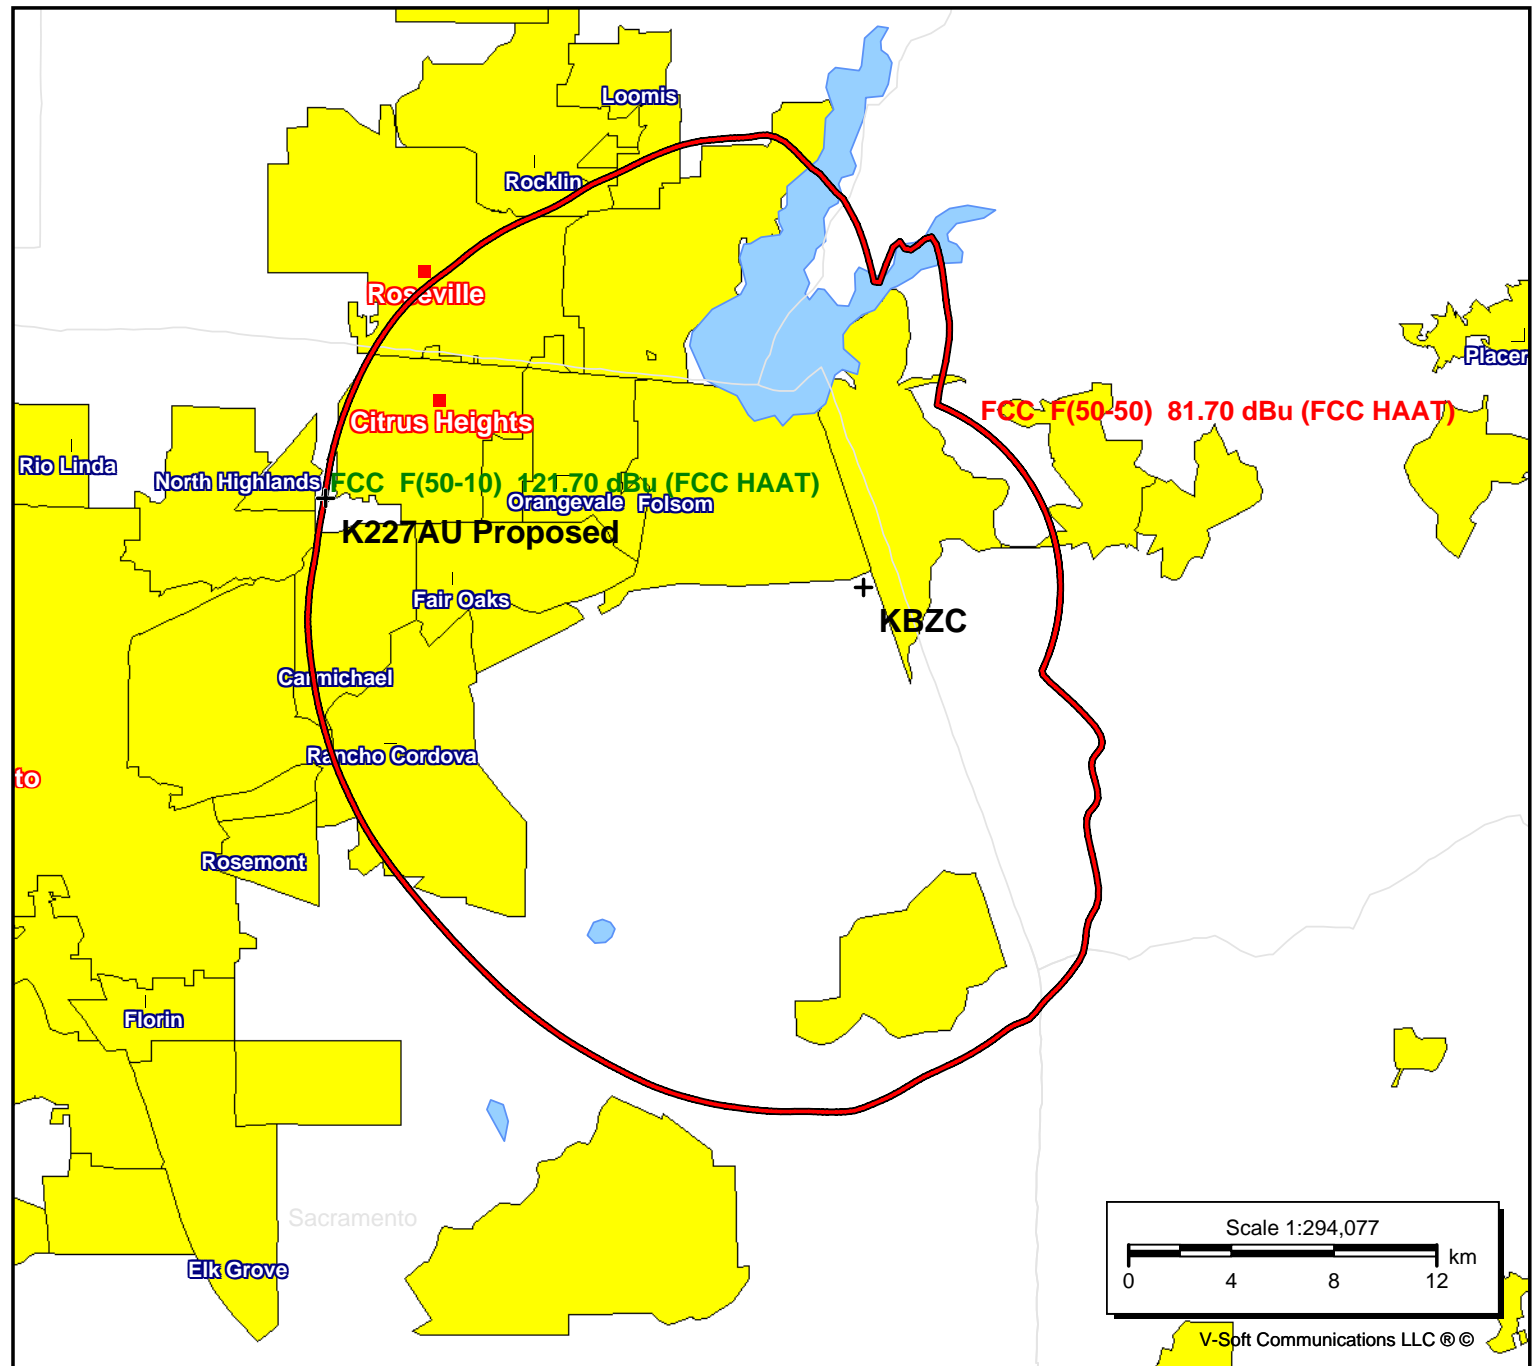 Loomis
Rocklin
Roseville
Placer
Citrus Heights
FCC F(50-50) 81.70 dBu (FCC HAAT)
Rio Linda
North Highlands
FCC F(50-10) 121.70 dBu (FCC HAAT)
Orangevale
Folsom
K227AU Proposed
Fair Oaks
KBZC
Carmichael
Rancho Cordova
to
Rosemont
Florin
Sacramento
Elk Grove
Scale 1:294,077
km
0 4 8 12
V-Soft Communications LLC ® ©